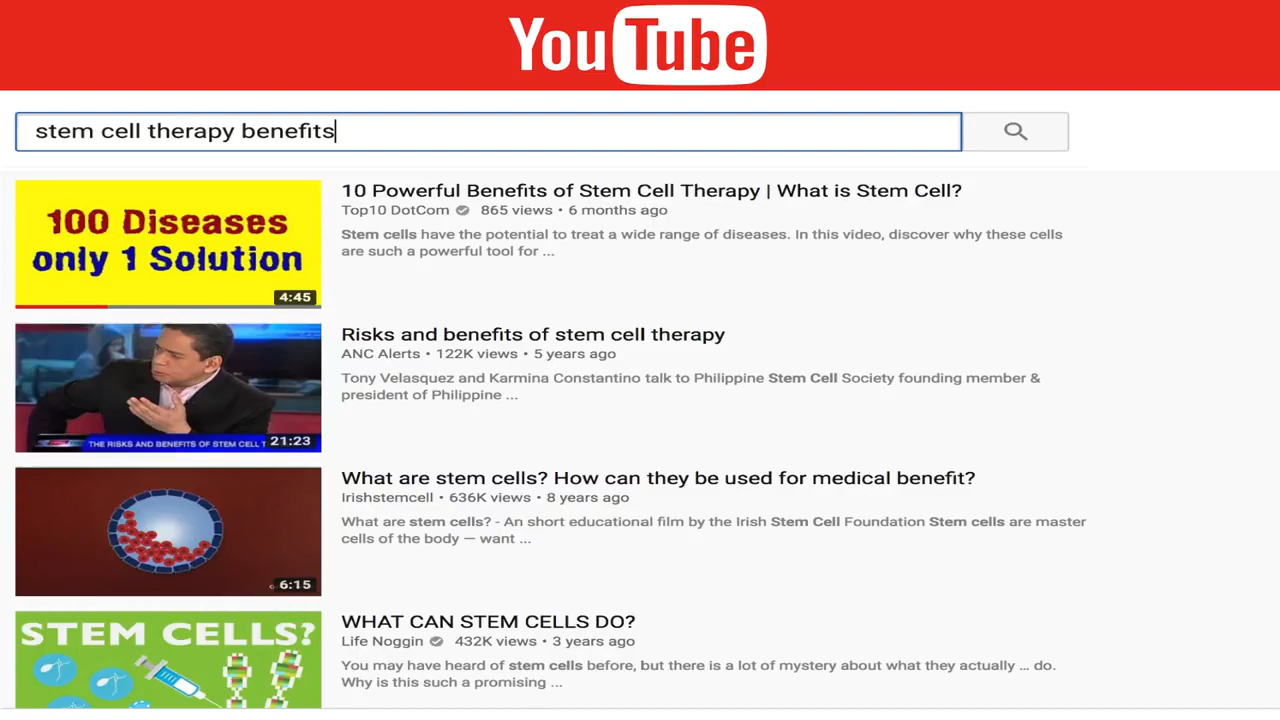 YouTube
stem cell therapy benefits
100 Diseases
only 1 Solution
4:45
10 Powerful Benefits of Stem Cell Therapy | What is Stem Cell?
Top10 DotCom 865 views • 6 months ago
Stem cells have the potential to treat a wide range of diseases. In this video, discover why these cells
are such a powerful tool for ...
THE RISKS AND BENEFITS OF STEM CELL T
21:23
Risks and benefits of stem cell therapy
ANC Alerts • 122K views • 5 years ago
Tony Velasquez and Karmina Constantino talk to Philippine Stem Cell Society founding member &
president of Philippine ...
6:15
What are stem cells? How can they be used for medical benefit?
Irishstemcell • 636K views • 8 years ago
What are stem cells? - An short educational film by the Irish Stem Cell Foundation Stem cells are master
cells of the body — want ...
STEM CELLS?
WHAT CAN STEM CELLS DO?
Life Noggin 432K views • 3 years ago
You may have heard of stem cells before, but there is a lot of mystery about what they actually ... do.
Why is this such a promising ...